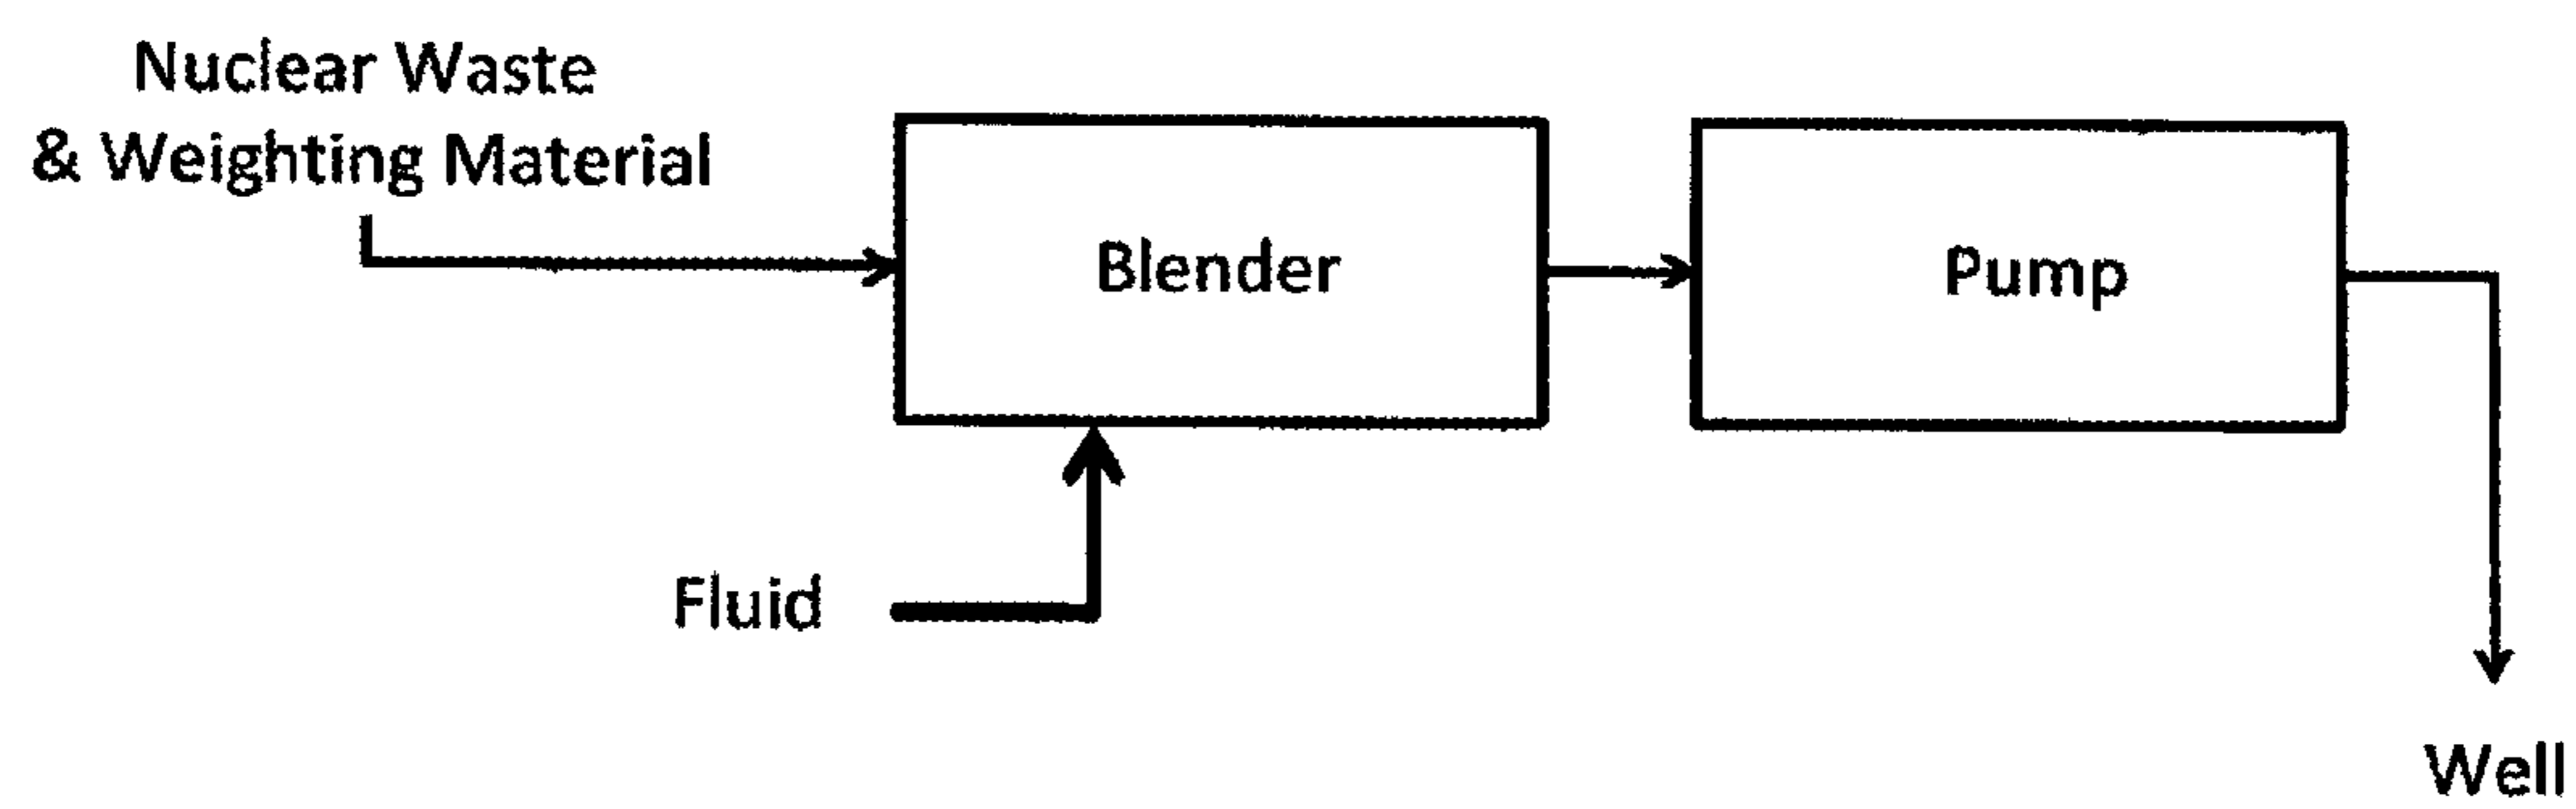 Nuclear Waste
& Weighting Material
Blender
Pump
Fluid
Well